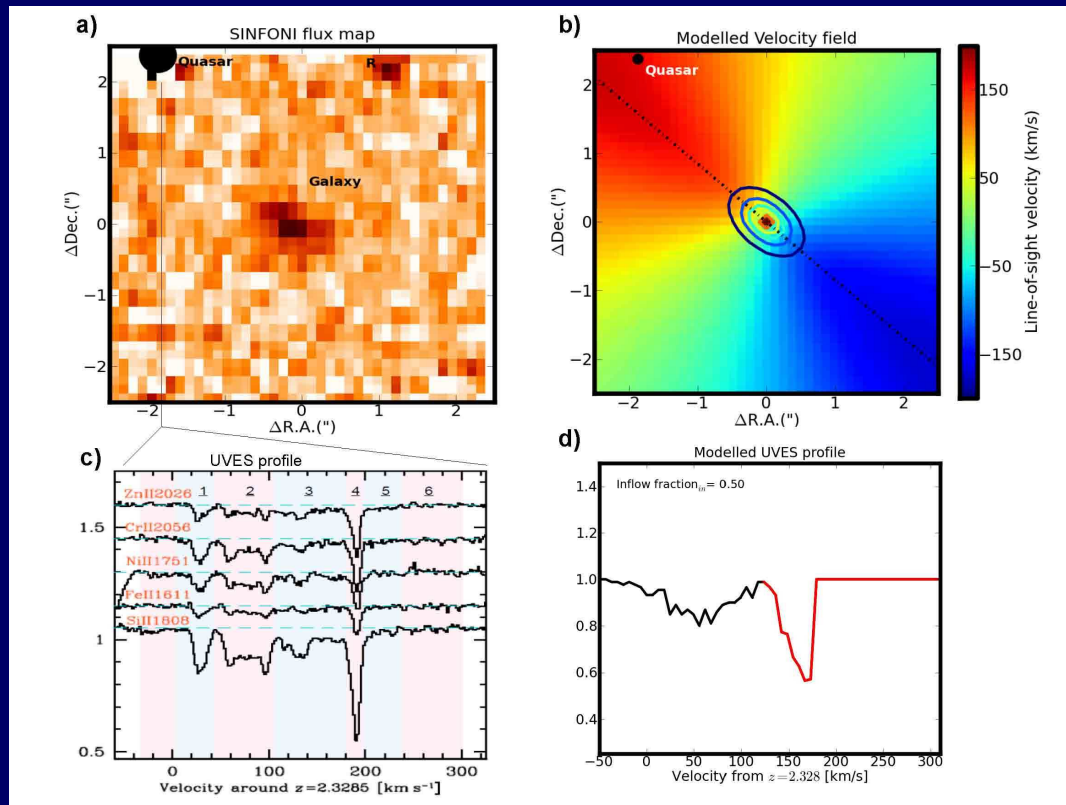 a)
SINFONI flux map
Quasar
R
Galaxy
2
1
0
−1
−2
ΔDec.(")
−2 −1 0 1 2
ΔR.A.(")
b)
Modelled Velocity field
Quasar
2
1
0
−1
−2
ΔDec.(")
−2 −1 0 1 2
ΔR.A.(")
150
50
−50
−150
Line-of-sight velocity (km/s)
c)
UVES profile
1 2 3 4 5 6
ZnII2026
CrII2056
NiII1751
FeII1611
SiII1808
1.5
1
0.5
0 100 200 300
Velocity around z=2.3285 [km s⁻¹]
d)
Modelled UVES profile
Inflow fraction_in = 0.50
1.4
1.2
1.0
0.8
0.6
0.4
−50 0 50 100 150 200 250 300
Velocity from z=2.328 [km/s]